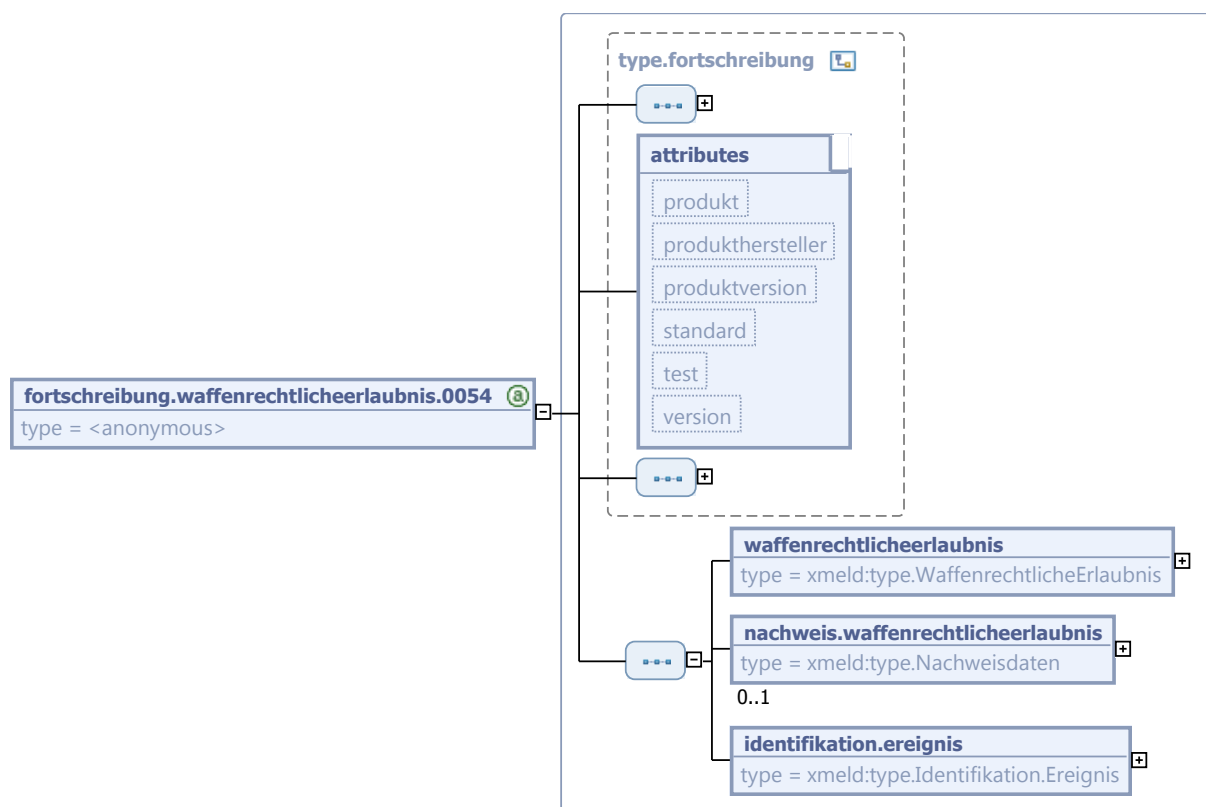 type.fortschreibung
attributes
produkt
produkthersteller
produktversion
standard
test
version
fortschreibung.waffenrechtlicheerlaubnis.0054 a
type = <anonymous>
waffenrechtlicheerlaubnis
type = xmeld:type.WaffenrechtlicheErlaubnis
nachweis.waffenrechtlicheerlaubnis
type = xmeld:type.Nachweisdaten
0..1
identifikation.ereignis
type = xmeld:type.Identifikation.Ereignis